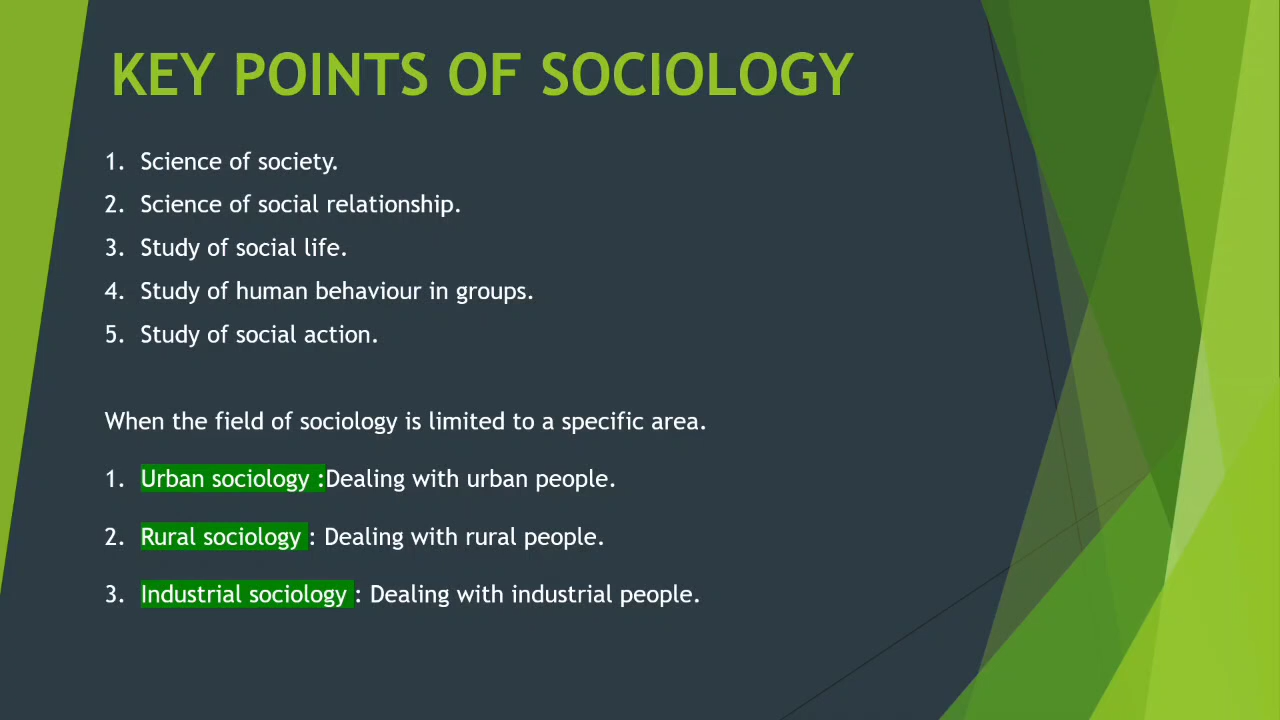 KEY POINTS OF SOCIOLOGY
1. Science of society.
2. Science of social relationship.
3. Study of social life.
4. Study of human behaviour in groups.
5. Study of social action.
When the field of sociology is limited to a specific area.
1. Urban sociology :Dealing with urban people.
2. Rural sociology : Dealing with rural people.
3. Industrial sociology : Dealing with industrial people.